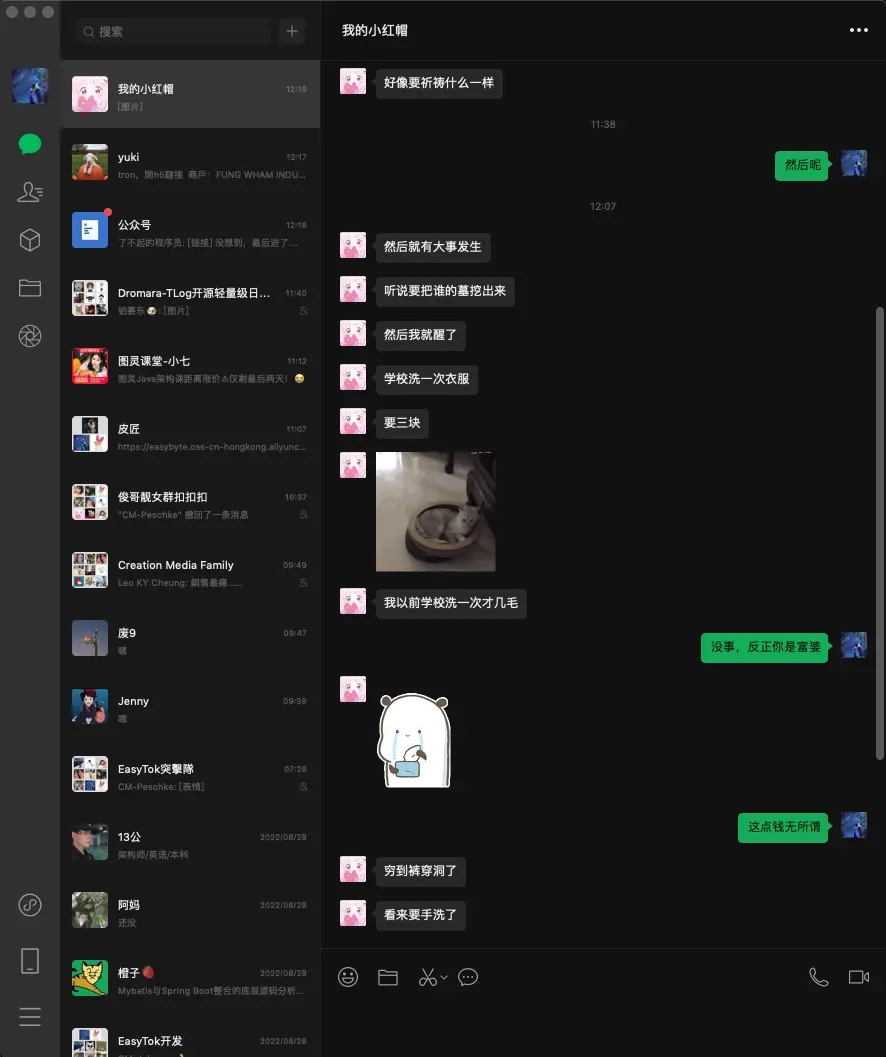 搜索
我的小红帽
12:19
[图片]
yuki
12:17
tron，開h5鏈接 商戶：FUNG WHAM INDU...
公众号
12:18
了不起的程序员: [链接] 没想到，最后进了...
Dromara-TLog开源轻量级日...
11:40
铂赛东🐶: [图片]
图灵课堂-小七
11:12
图灵Java架构课距离涨价⚠仅剩最后两天！😭
皮匠
11:07
https://easybyte.oss-cn-hongkong.aliyunc...
俊哥靓女群扣扣扣
10:37
"CM-Peschke" 撤回了一条消息
Creation Media Family
09:49
Leo KY Cheung: 銷售最痛......
废9
09:47
嗯
Jenny
09:38
哦
EasyTok突擊隊
07:28
CM-Peschke: [表情]
13公
2022/08/28
架构师/英语/本科
阿妈
2022/08/28
还没
橙子🍓
2022/08/28
Mybatis与Spring Boot整合的底层源码分析...
EasyTok开发
2022/08/28
我的小红帽
好像要祈祷什么一样
11:38
然后呢
12:07
然后就有大事发生
听说要把谁的墓挖出来
然后我就醒了
学校洗一次衣服
要三块
我以前学校洗一次才几毛
没事，反正你是富婆
这点钱无所谓
穷到裤穿洞了
看来要手洗了